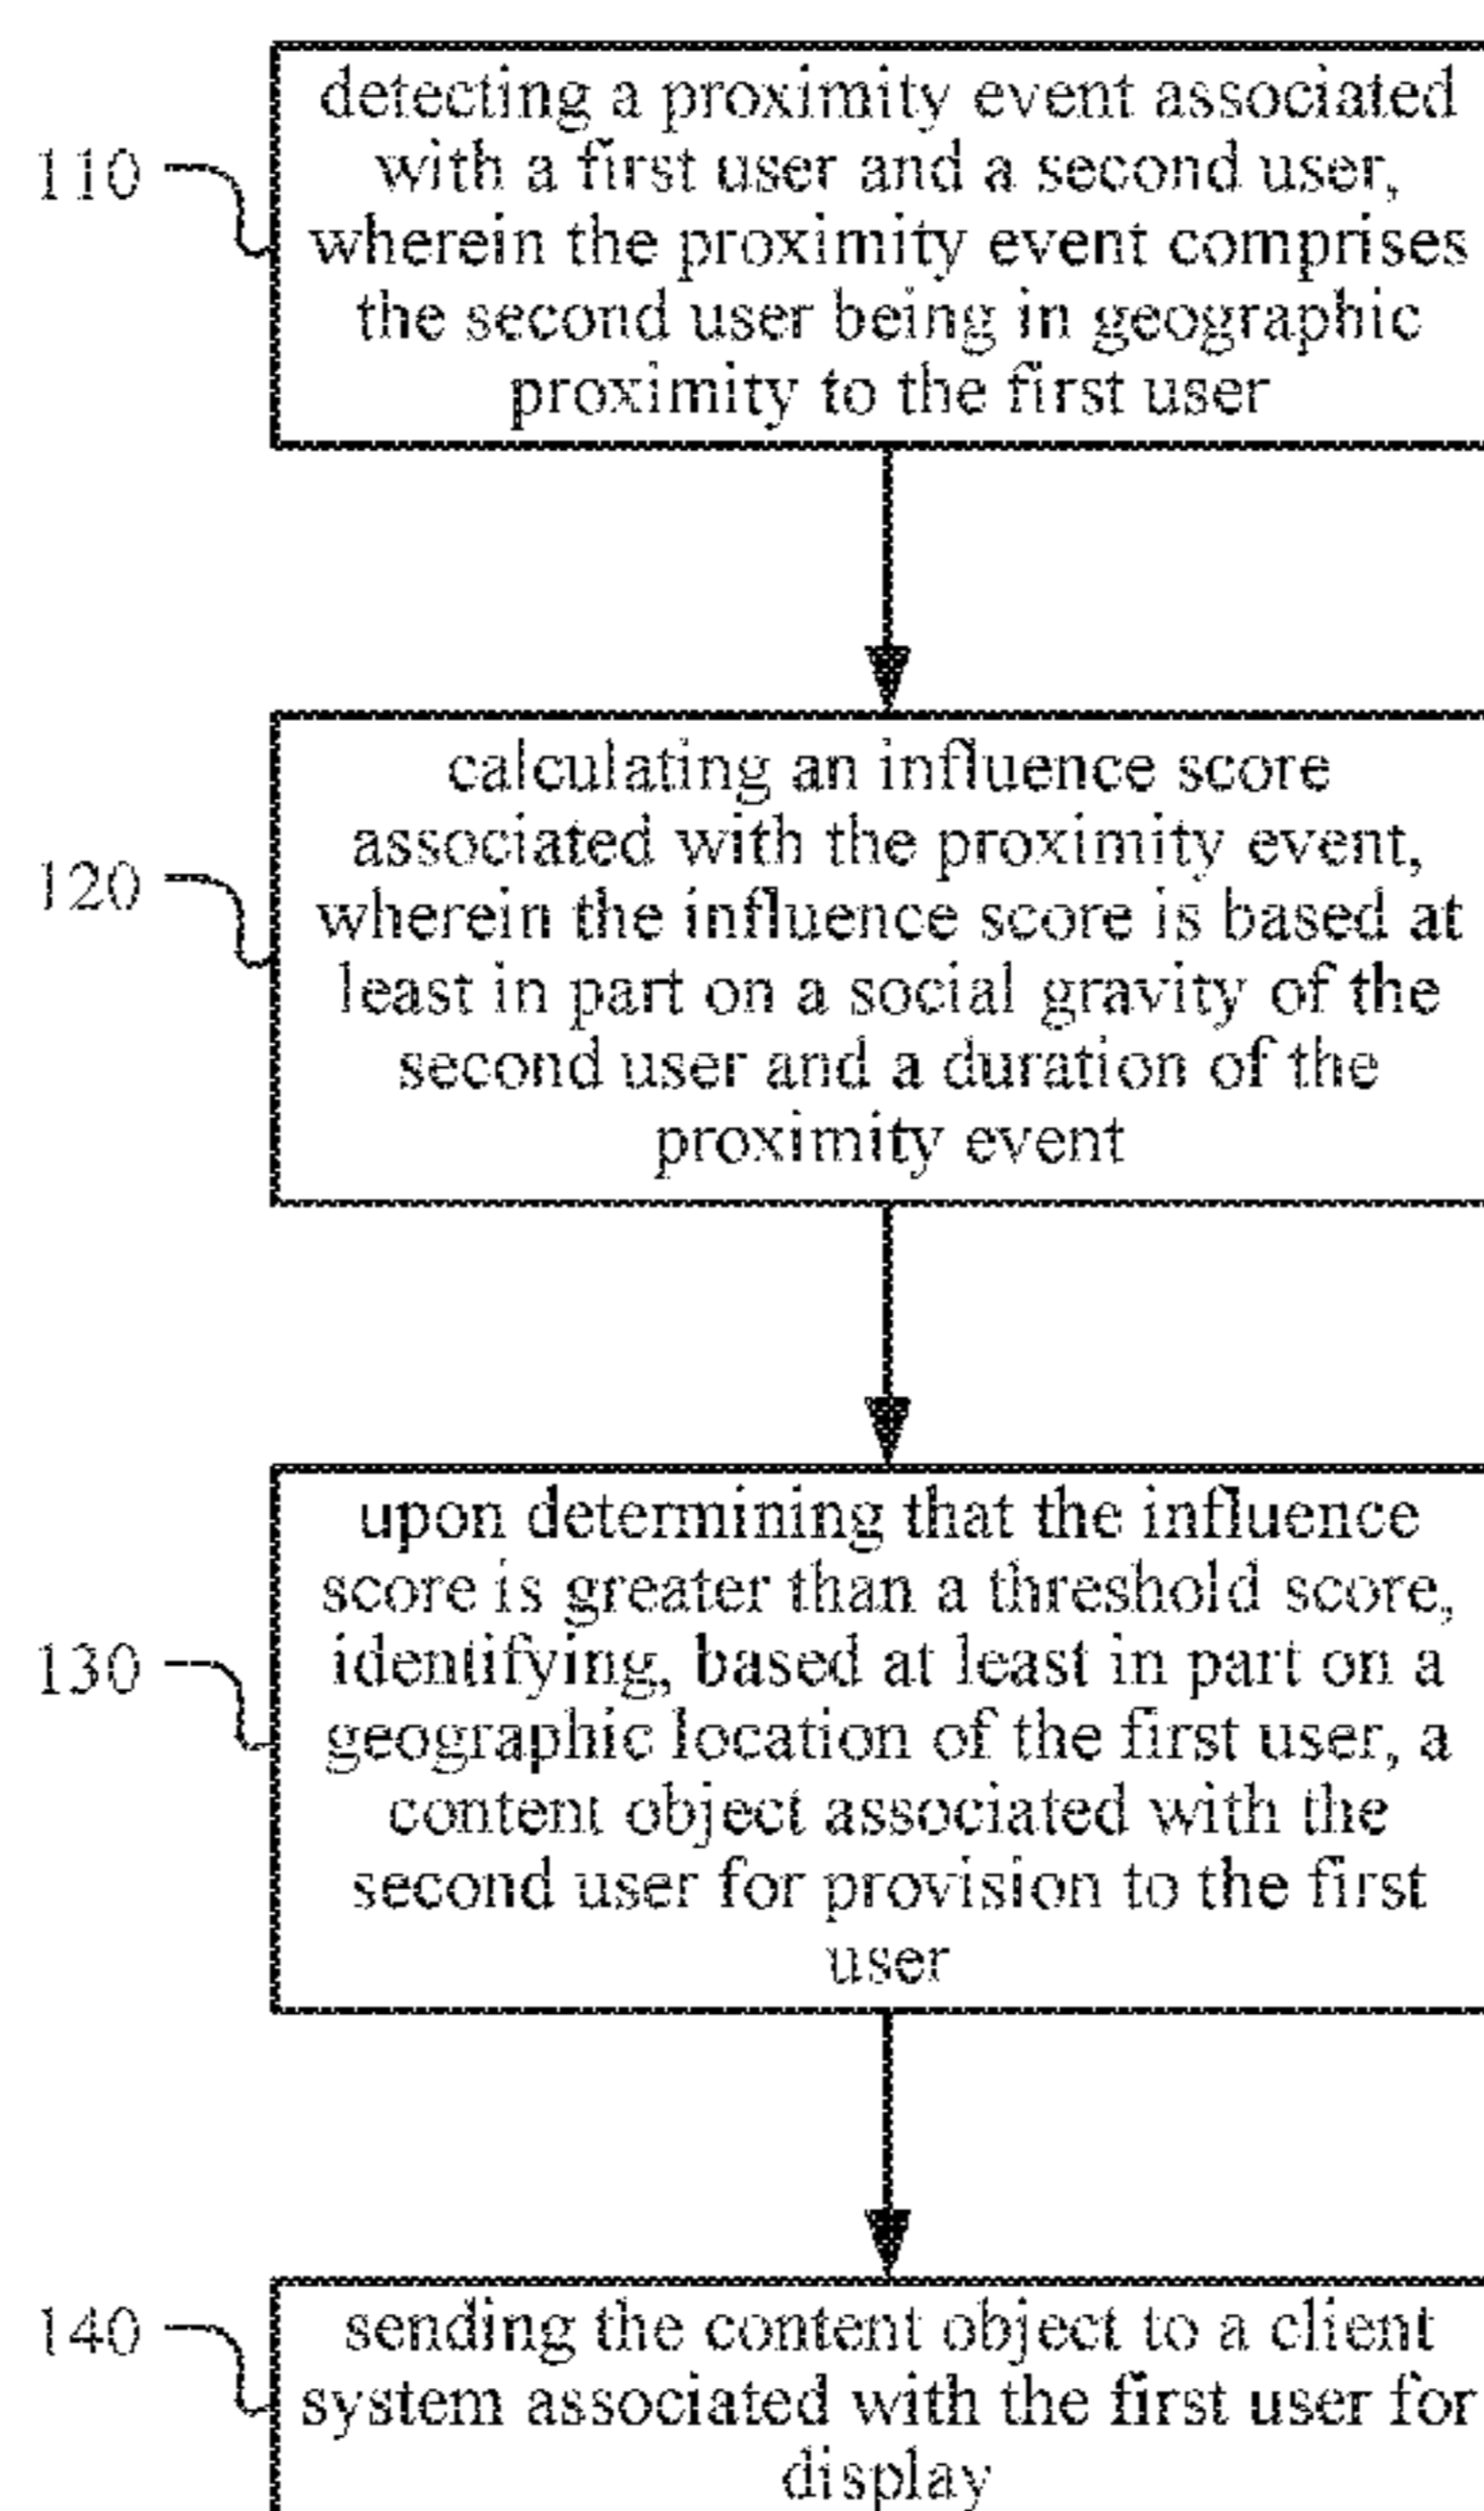 detecting a proximity event associated
with a first user and a second user,
110
wherein the proximity event comprises
the second user being in geographic
proximity to the first user
calculating an influence score
associated with the proximity event,
120
wherein the influence score is based at
least in part on a social gravity of the
second user and a duration of the
proximity event
upon determining that the influence
score is greater than a threshold score,
130
identifying, based at least in part on a
geographic location of the first user, a
content object associated with the
second user for provision to the first
user
140
sending the content object to a client
system associated with the first user for
display